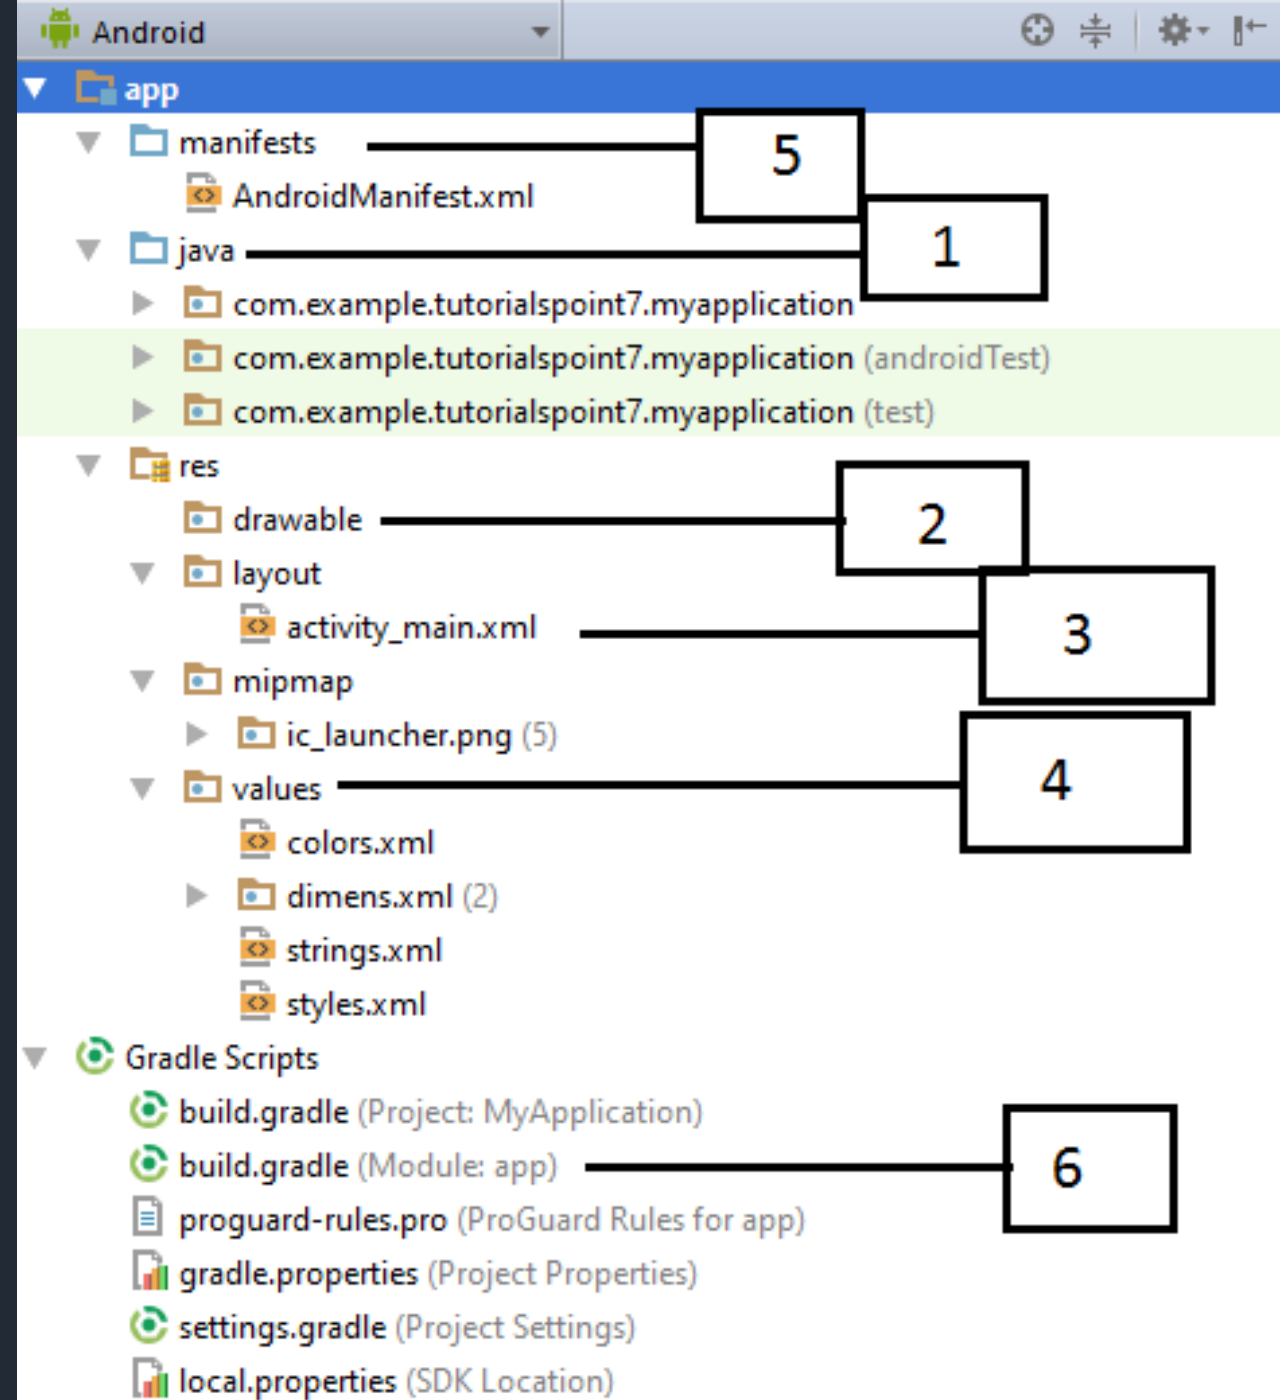 Android
app
manifests
5
AndroidManifest.xml
java
1
com.example.tutorialspoint7.myapplication
com.example.tutorialspoint7.myapplication (androidTest)
com.example.tutorialspoint7.myapplication (test)
res
drawable
2
layout
activity_main.xml
3
mipmap
ic_launcher.png (5)
values
4
colors.xml
dimens.xml (2)
strings.xml
styles.xml
Gradle Scripts
build.gradle (Project: MyApplication)
build.gradle (Module: app)
6
proguard-rules.pro (ProGuard Rules for app)
gradle.properties (Project Properties)
settings.gradle (Project Settings)
local.properties (SDK Location)